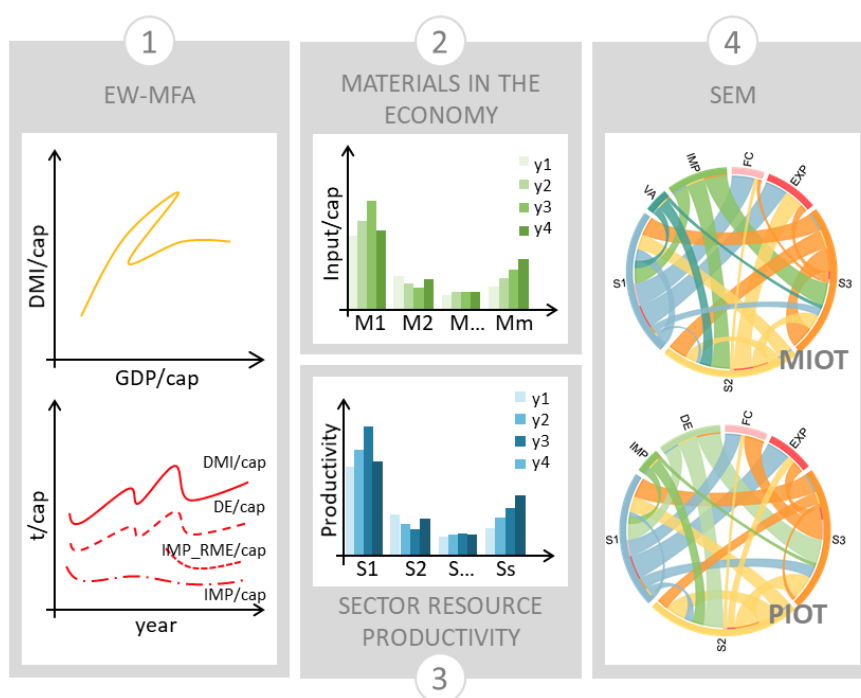 1
EW-MFA
DMI/cap
GDP/cap
t/cap
DMI/cap
DE/cap
IMP_RME/cap
IMP/cap
year
2
MATERIALS IN THE
ECONOMY
Input/cap
y1
y2
y3
y4
M1 M2 M... Mm
Productivity
y1
y2
y3
y4
S1 S2 S... Ss
SECTOR RESOURCE
PRODUCTIVITY
3
4
SEM
VA
IMP
FC
EXP
S1
S3
S2
MIOT
IMP
DE
FC
EXP
S1
S3
S2
PIOT